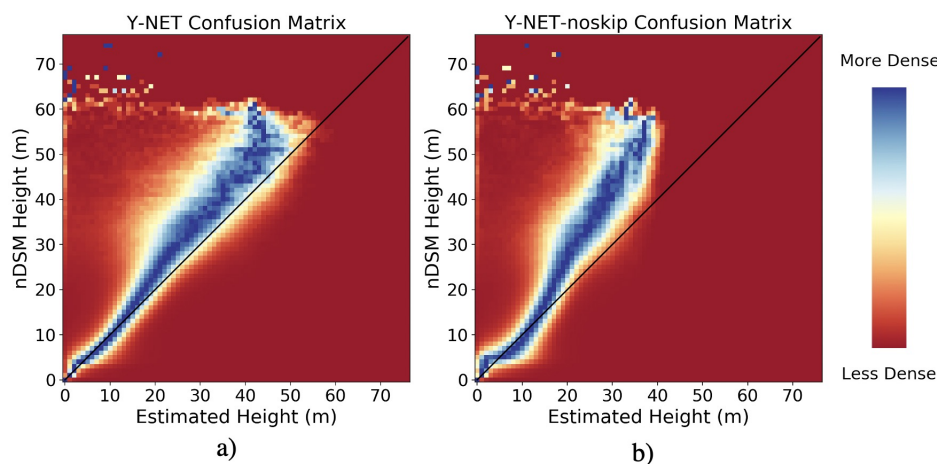 Y-NET Confusion Matrix
nDSM Height (m)
70
60
50
40
30
20
10
0
0 10 20 30 40 50 60 70
Estimated Height (m)
a)
Y-NET-noskip Confusion Matrix
nDSM Height (m)
70
60
50
40
30
20
10
0
0 10 20 30 40 50 60 70
Estimated Height (m)
b)
More Dense
Less Dense